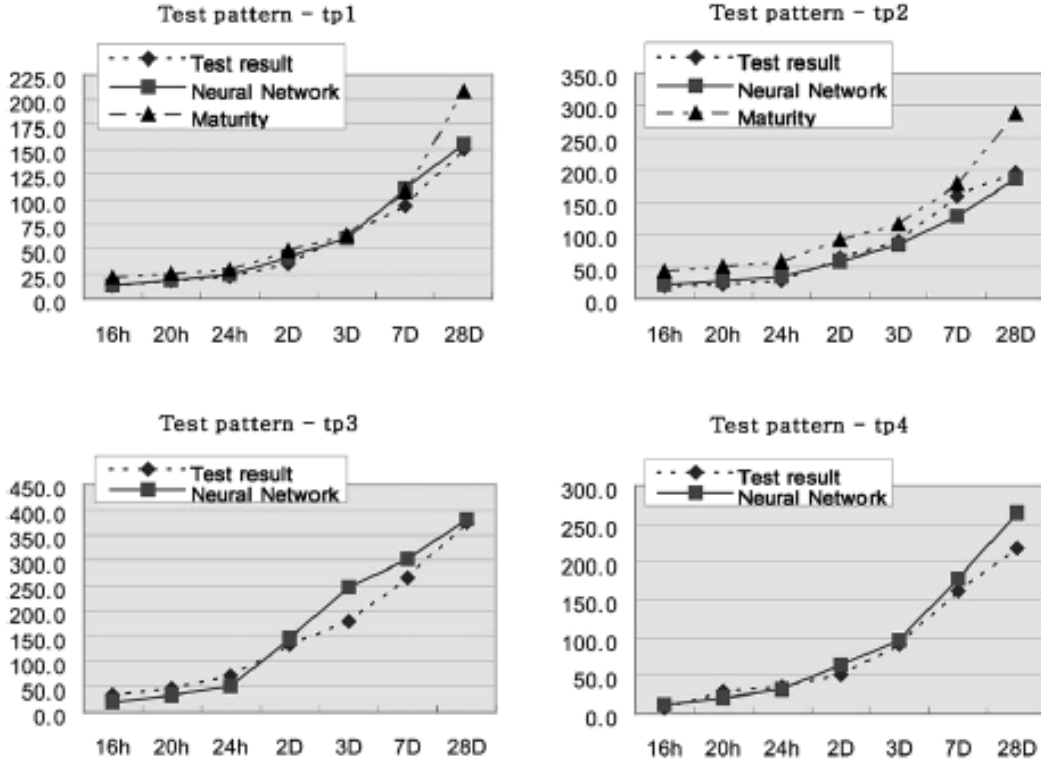 Test pattern - tp1
Test result
Neural Network
Maturity
225.0
200.0
175.0
150.0
125.0
100.0
75.0
50.0
25.0
0.0
16h 20h 24h 2D 3D 7D 28D
Test pattern - tp2
Test result
Neural Network
Maturity
350.0
300.0
250.0
200.0
150.0
100.0
50.0
0.0
16h 20h 24h 2D 3D 7D 28D
Test pattern - tp3
Test result
Neural Network
450.0
400.0
350.0
300.0
250.0
200.0
150.0
100.0
50.0
0.0
16h 20h 24h 2D 3D 7D 28D
Test pattern - tp4
Test result
Neural Network
300.0
250.0
200.0
150.0
100.0
50.0
0.0
16h 20h 24h 2D 3D 7D 28D